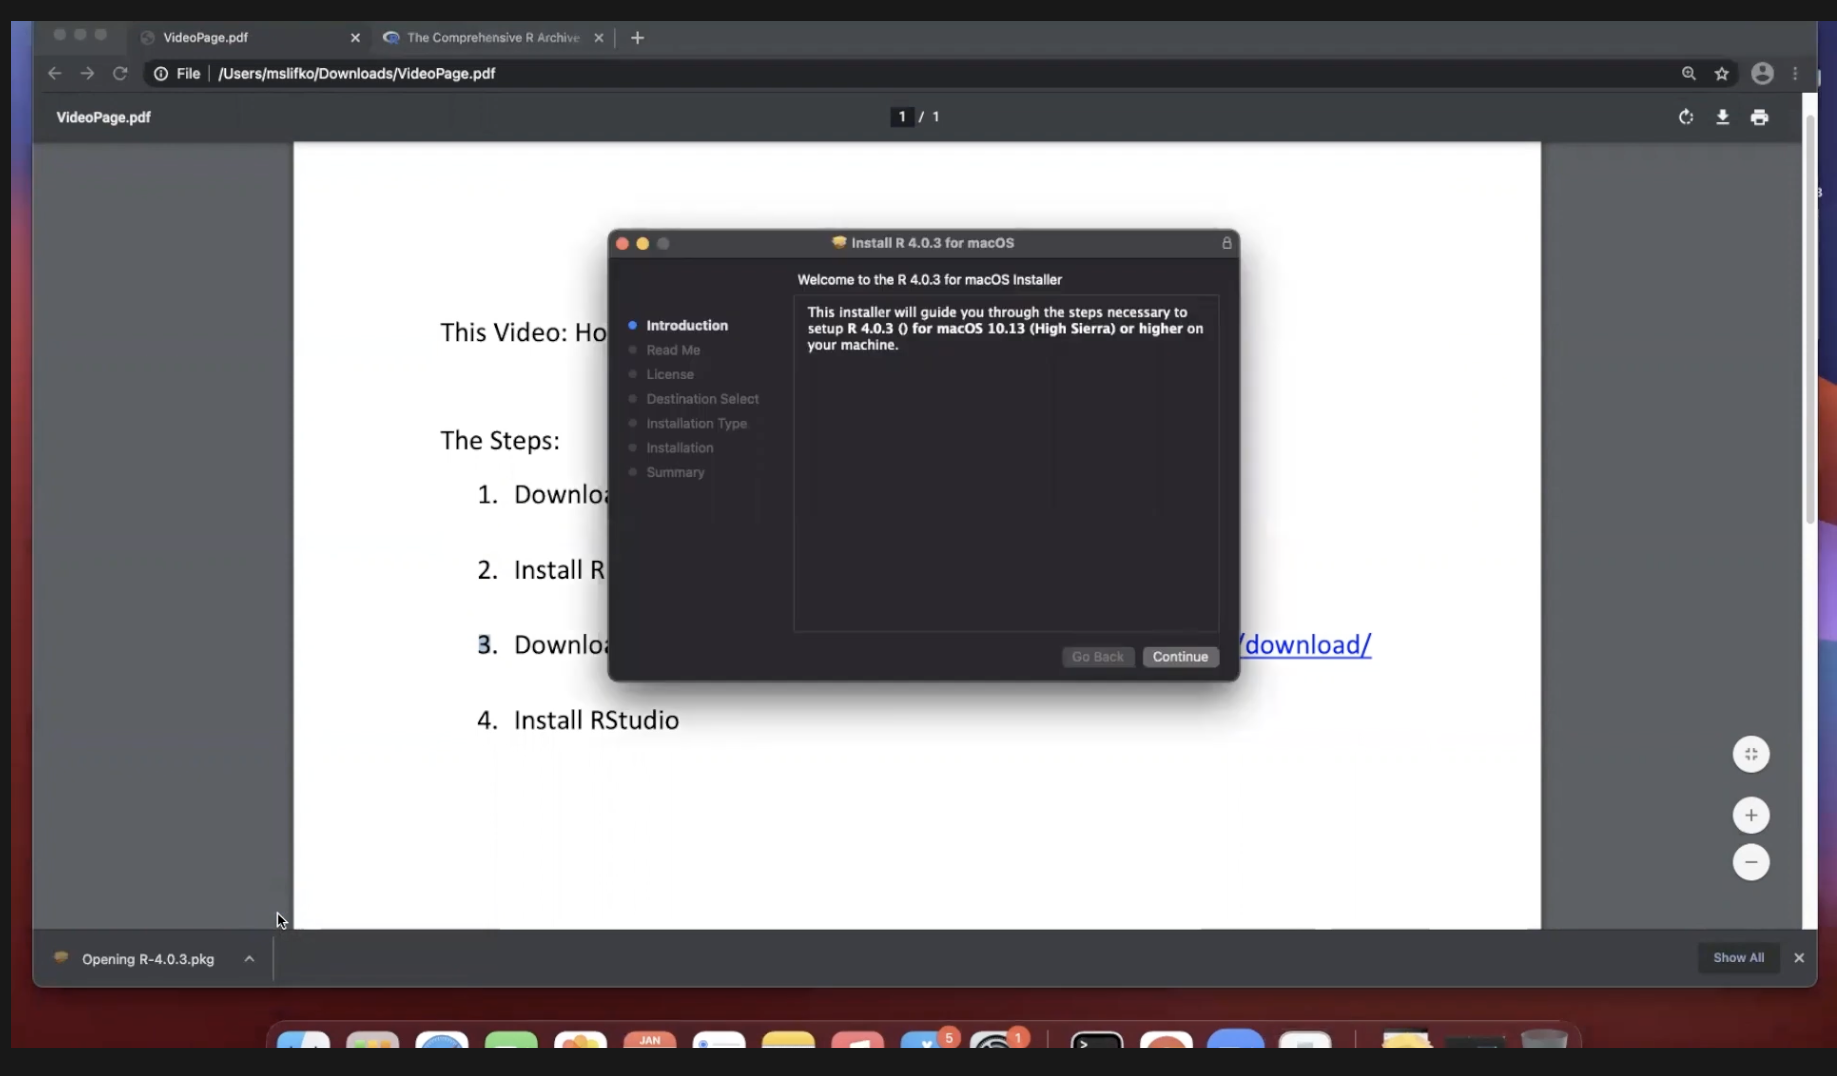 VideoPage.pdf
The Comprehensive R Archive
File
/Users/mslifko/Downloads/VideoPage.pdf
VideoPage.pdf
1 / 1
Install R 4.0.3 for macOS
Welcome to the R 4.0.3 for macOS Installer
Introduction
Read Me
License
Destination Select
Installation Type
Installation
Summary
This installer will guide you through the steps necessary to
setup R 4.0.3 () for macOS 10.13 (High Sierra) or higher on
your machine.
Go Back
Continue
This Video:
The Steps:
1.
2. Install R
3. /download/
4. Install RStudio
Opening R-4.0.3.pkg
Show All
JAN
5
1